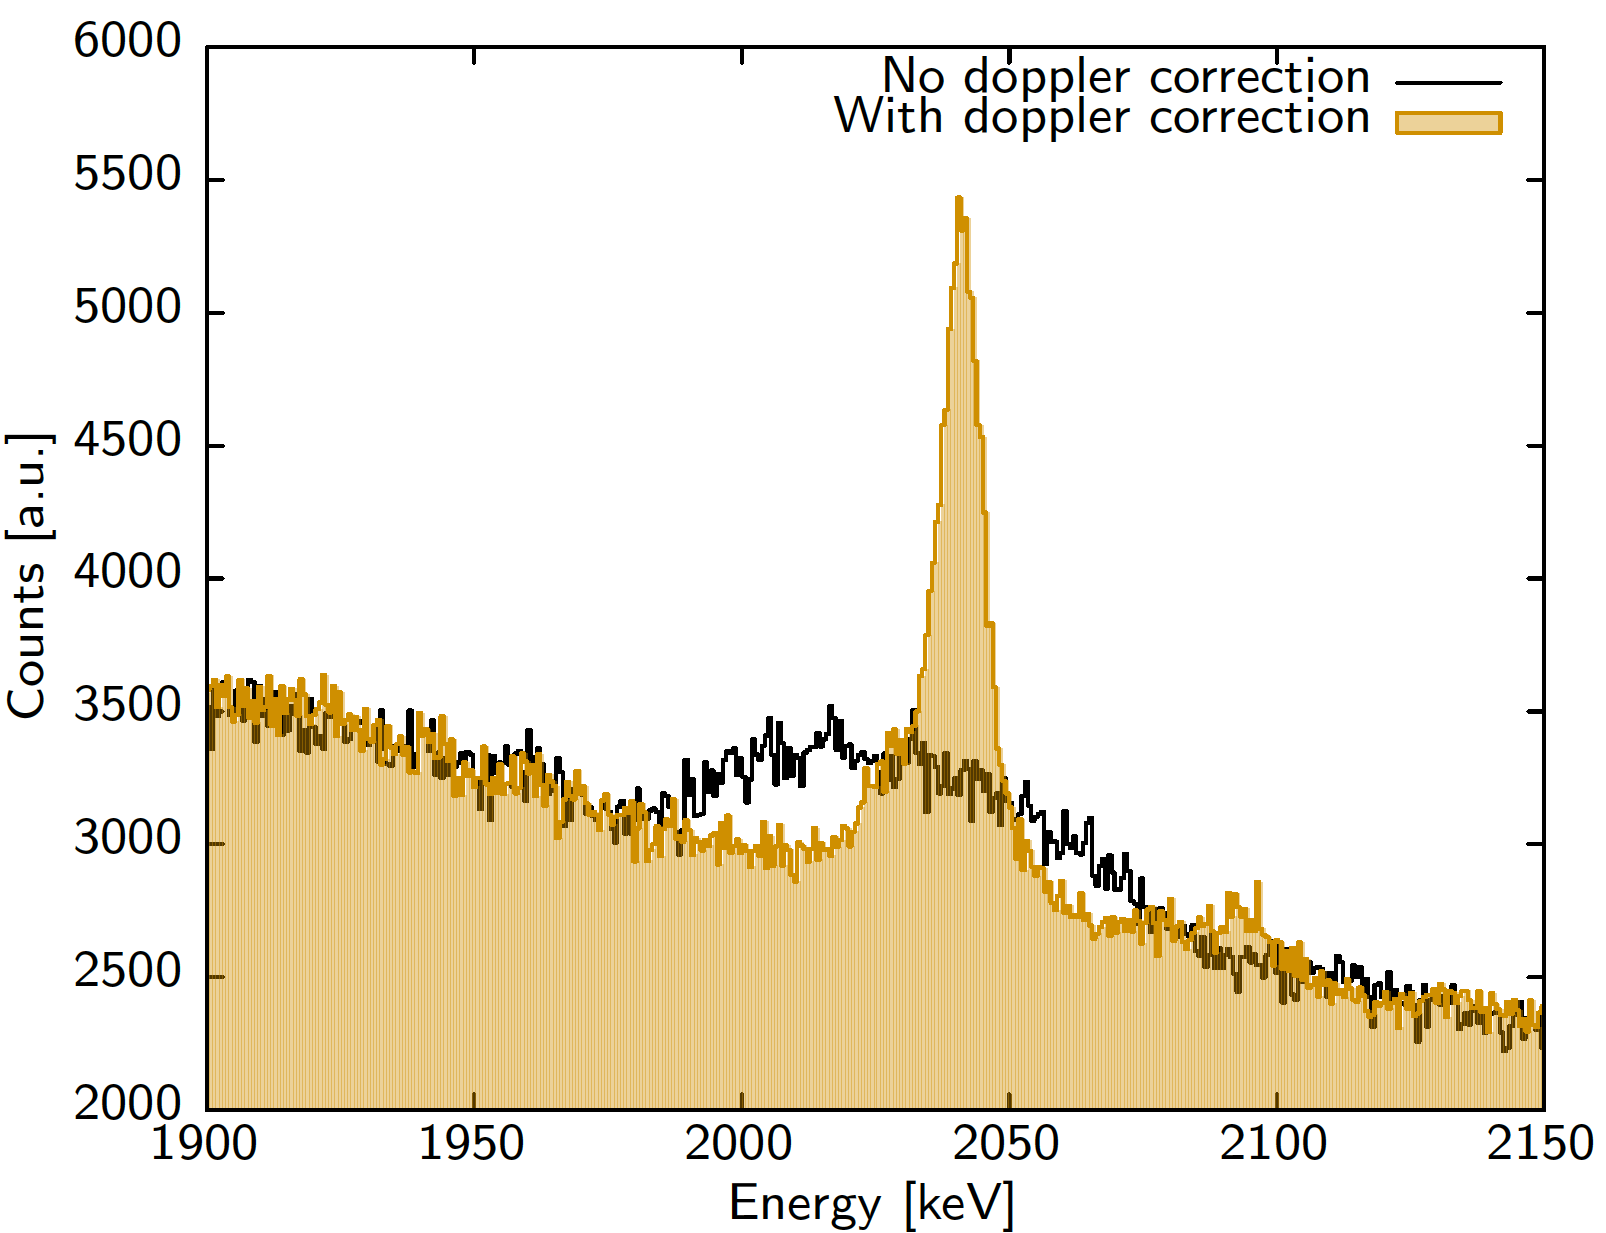 6000
No doppler correction
With doppler correction
5500
5000
4500
4000
3500
3000
2500
2000
Counts [a.u.]
1900 1950 2000 2050 2100 2150
Energy [keV]